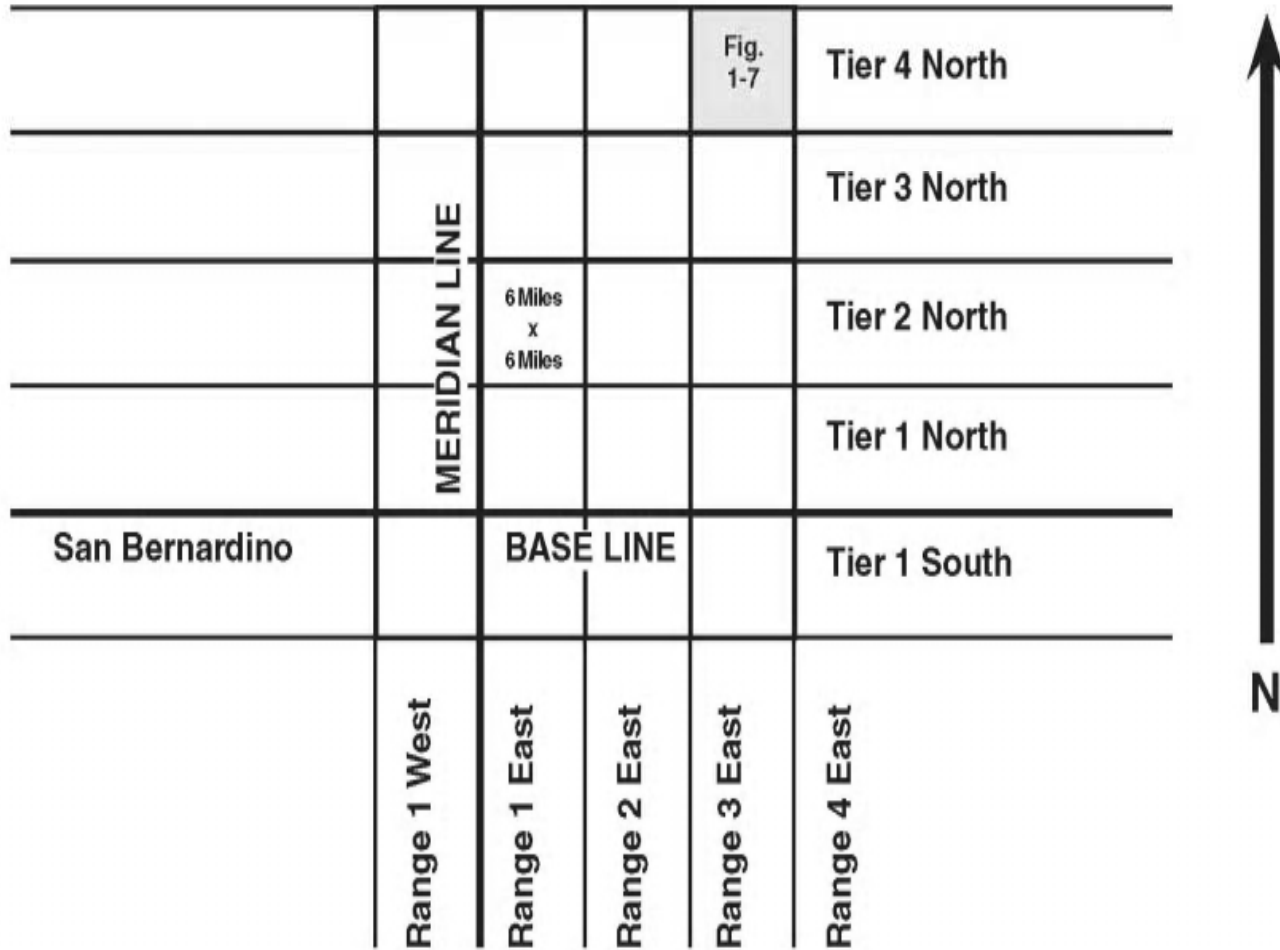 Fig.
1-7
Tier 4 North
Tier 3 North
MERIDIAN LINE
6 Miles
x
6 Miles
Tier 2 North
Tier 1 North
San Bernardino
BASE LINE
Tier 1 South
N
Range 1 West
Range 1 East
Range 2 East
Range 3 East
Range 4 East